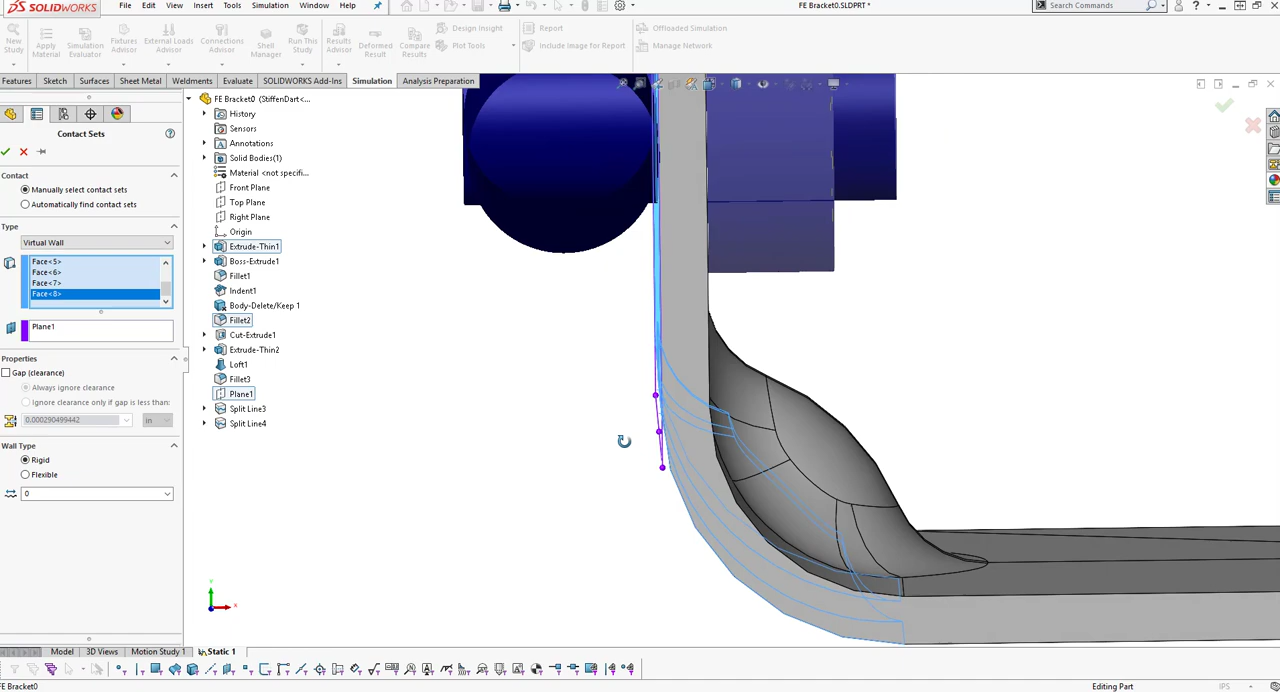 SOLIDWORKS File Edit View Insert Tools Simulation Window Help FE Bracket0.SLDPRT * Search Commands
New Study
Apply Material
Simulation Evaluator
Fixtures Advisor
External Loads Advisor
Connections Advisor
Shell Manager
Run This Study
Results Advisor
Deformed Result
Compare Results
Design Insight
Plot Tools
Report
Include Image for Report
Offloaded Simulation
Manage Network
Features Sketch Surfaces Sheet Metal Weldments Evaluate SOLIDWORKS Add-Ins Simulation Analysis Preparation
Contact Sets
Contact
Manually select contact sets
Automatically find contact sets
Type
Virtual Wall
Face<5>
Face<6>
Face<7>
Face<8>
Plane1
Properties
Gap (clearance)
Always ignore clearance
Ignore clearance only if gap is less than:
0.000290499442 in
Wall Type
Rigid
Flexible
0
FE Bracket0 (StiffenDart<...
History
Sensors
Annotations
Solid Bodies(1)
Material <not specifi...
Front Plane
Top Plane
Right Plane
Origin
Extrude-Thin1
Boss-Extrude1
Fillet1
Indent1
Body-Delete/Keep 1
Fillet2
Cut-Extrude1
Extrude-Thin2
Loft1
Fillet3
Plane1
Split Line3
Split Line4
Model 3D Views Motion Study 1 Static 1
FE Bracket0 Editing Part IPS